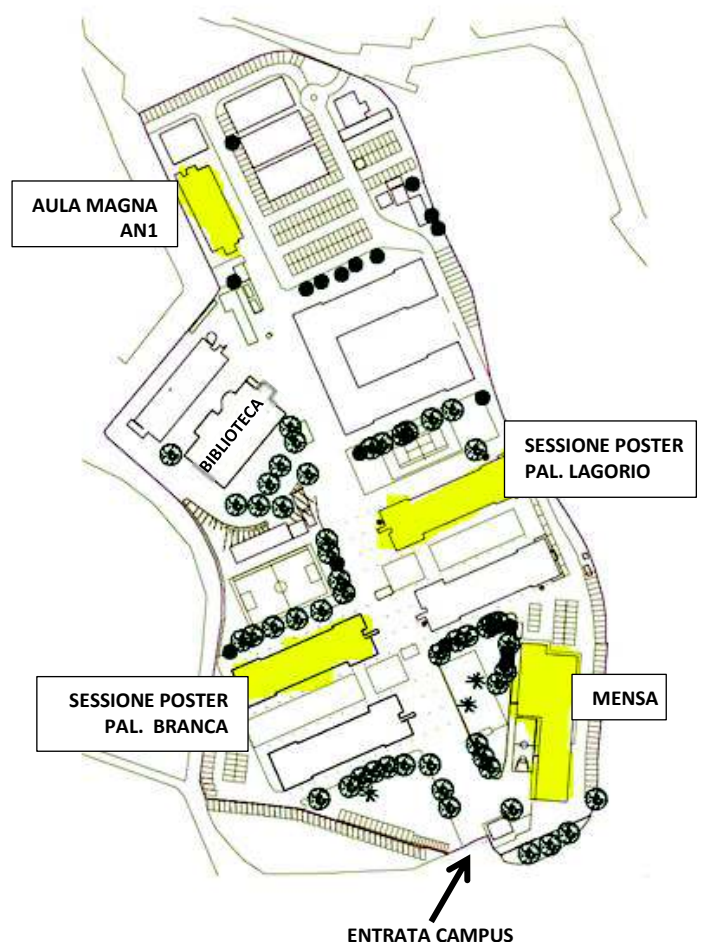 AULA MAGNA
AN1
BIBLIOTECA
SESSIONE POSTER
PAL. LAGORIO
SESSIONE POSTER
PAL. BRANCA
MENSA
ENTRATA CAMPUS